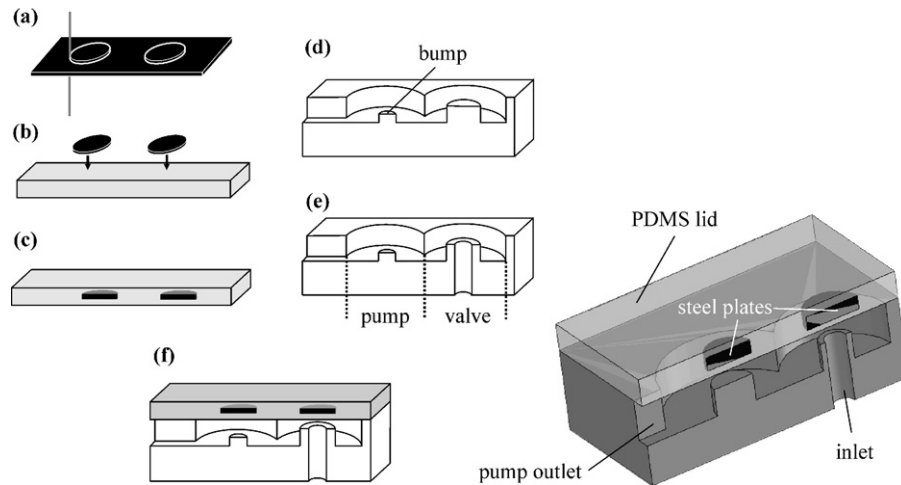 (a)
(b)
(c)
(d)
bump
(e)
pump
valve
(f)
PDMS lid
steel plates
pump outlet
inlet